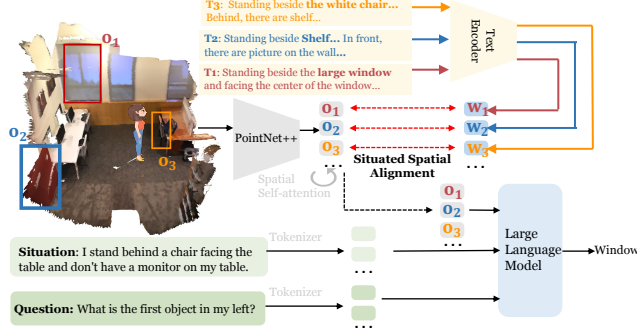 T3: Standing beside the white chair...
Behind, there are shelf...
T2: Standing beside Shelf... In front,
there are picture on the wall...
T1: Standing beside the large window
and facing the center of the window...
Text
Encoder
O1
O2
O3
PointNet++
O1
O2
O3
...
W1
W2
W3
...
Situated Spatial
Alignment
Spatial
Self-attention
O1
O2
O3
...
Large
Language
Model
Window
Situation: I stand behind a chair facing the
table and don't have a monitor on my table.
Tokenizer
...
Question: What is the first object in my left?
Tokenizer
...